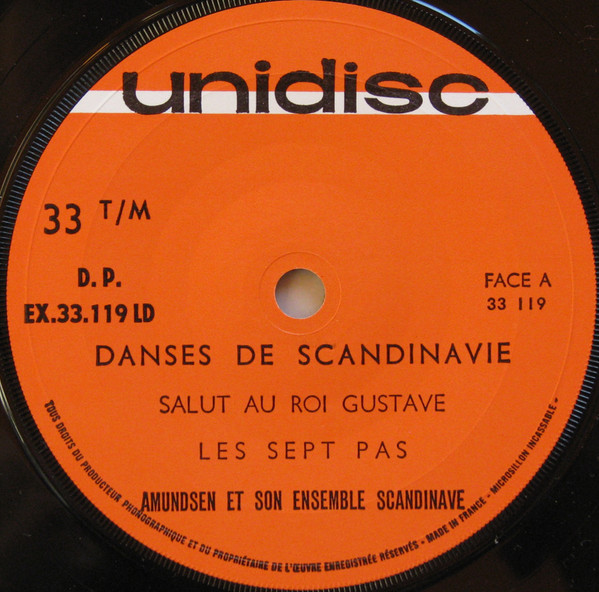 unidisc
33 T/M
D.P.
EX.33.119 LD
FACE A
33 119
DANSES DE SCANDINAVIE
SALUT AU ROI GUSTAVE
LES SEPT PAS
AMUNDSEN ET SON ENSEMBLE SCANDINAVE
TOUS DROITS DU PRODUCTEUR PHONOGRAPHIQUE ET DU PROPRIÉTAIRE DE L'ŒUVRE ENREGISTRÉE RÉSERVÉS - MADE IN FRANCE - MICROSILLON INCASSABLE -